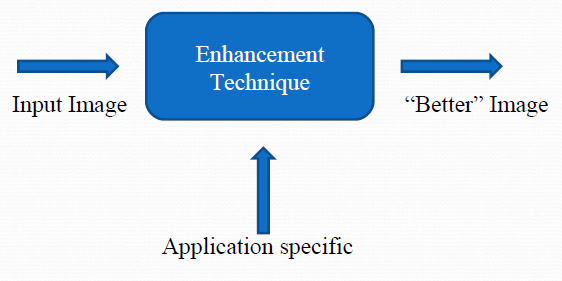 Enhancement
Technique
Input Image
“Better” Image
Application specific